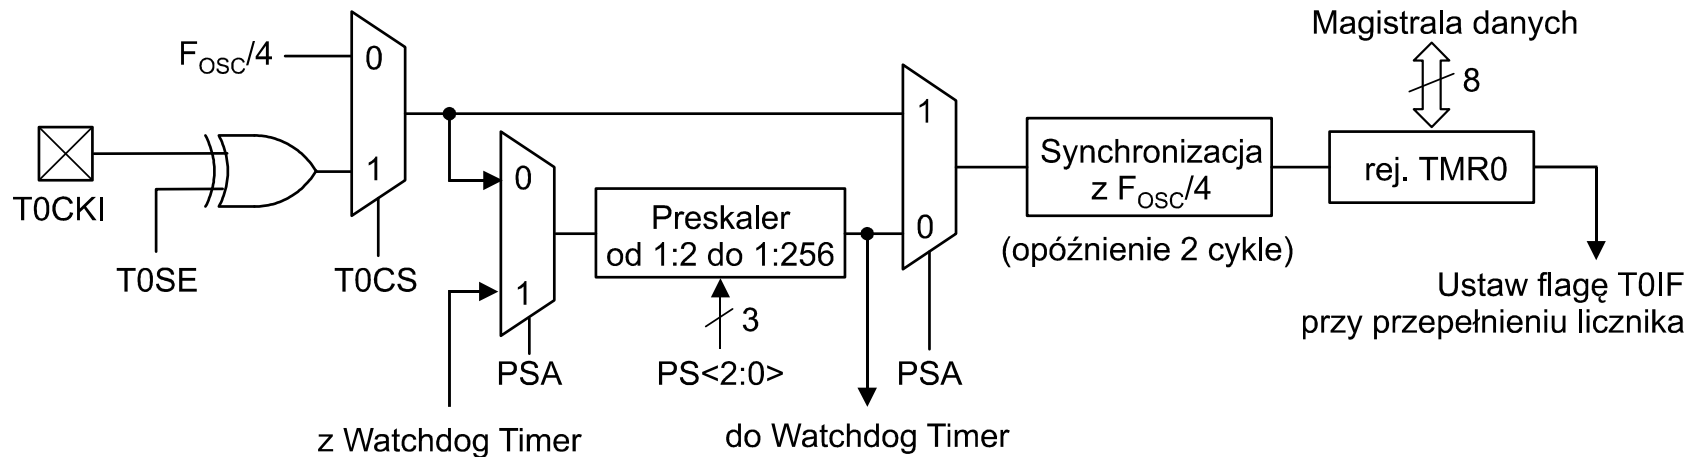 Magistrala danych
8
F_OSC/4
0
1
T0CKI
T0SE
T0CS
0
1
PSA
Preskaler
od 1:2 do 1:256
3
PS<2:0>
1
0
PSA
Synchronizacja
z F_OSC/4
(opóźnienie 2 cykle)
rej. TMR0
Ustaw flagę T0IF
przy przepełnieniu licznika
z Watchdog Timer
do Watchdog Timer